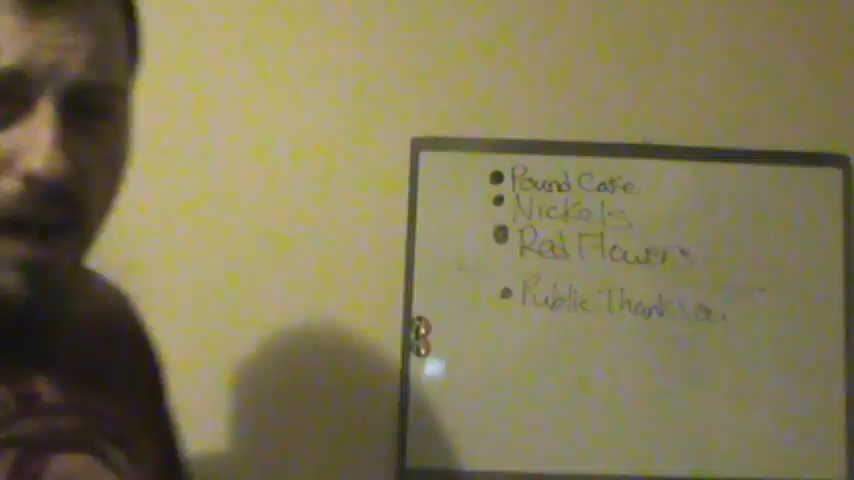 • Pound Cake
• Nickels
• Red Flowers
• Public Thank You